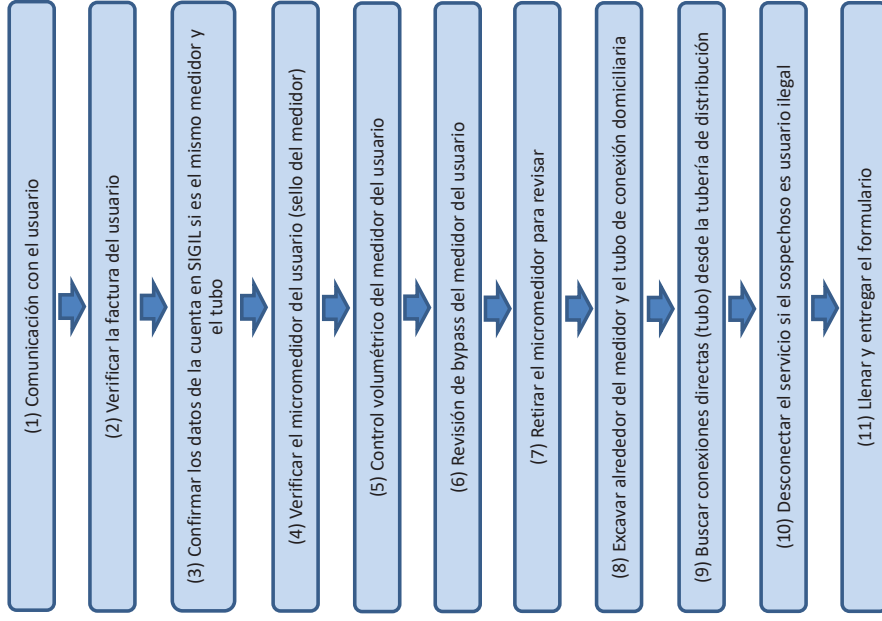 (1) Comunicación con el usuario
(2) Verificar la factura del usuario
(3) Confirmar los datos de la cuenta en SIGIL si es el mismo medidor y
el tubo
(4) Verificar el micromedidor del usuario (sello del medidor)
(5) Control volumétrico del medidor del usuario
(6) Revisión de bypass del medidor del usuario
(7) Retirar el micromedidor para revisar
(8) Excavar alrededor del medidor y el tubo de conexión domiciliaria
(9) Buscar conexiones directas (tubo) desde la tubería de distribución
(10) Desconectar el servicio si el sospechoso es usuario ilegal
(11) Llenar y entregar el formulario